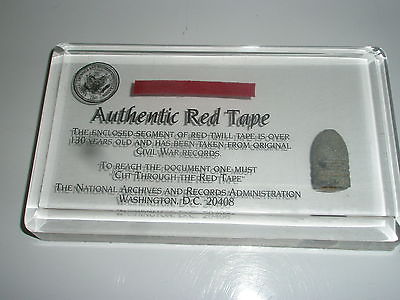 Authentic Red Tape
The enclosed segment of red twill tape is over
130 years old and has been taken from original
Civil War records.
To reach the document one must
"Cut Through the Red Tape"
The National Archives and Records Administration
Washington, D.C. 20408